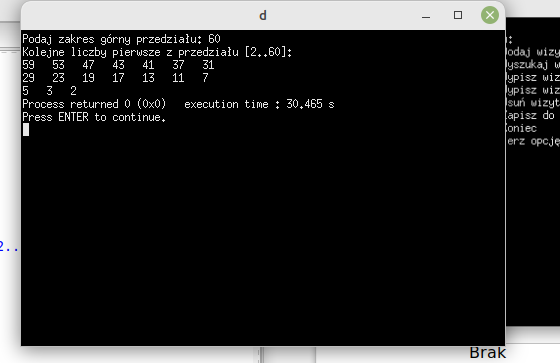 d
Podaj zakres górny przedziału: 60
Kolejne liczby pierwsze z przedziału [2..60]:
59 53 47 43 41 37 31
29 23 19 17 13 11 7
5 3 2
Process returned 0 (0x0) execution time : 30.465 s
Press ENTER to continue.
odaj wizy
yszukaj w
ypisz wiz
ypisz wiz
suń wizyt
apisz do
oniec
erz opcję
2..
Brak